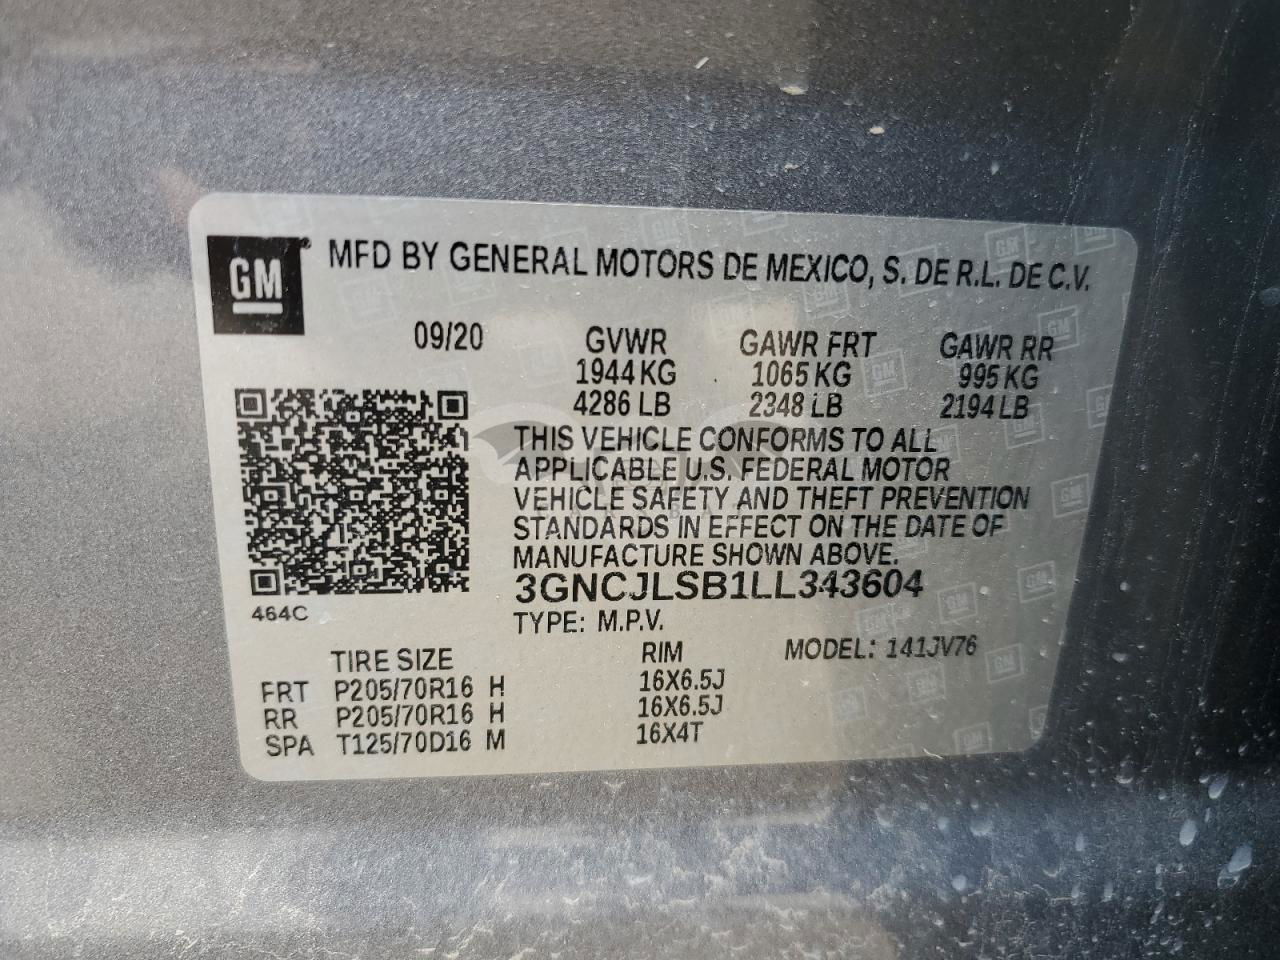 GM MFD BY GENERAL MOTORS DE MEXICO, S. DE R.L. DE C.V.
09/20 GVWR GAWR FRT GAWR RR
1944 KG 1065 KG 995 KG
4286 LB 2348 LB 2194 LB
THIS VEHICLE CONFORMS TO ALL
APPLICABLE U.S. FEDERAL MOTOR
VEHICLE SAFETY AND THEFT PREVENTION
STANDARDS IN EFFECT ON THE DATE OF
MANUFACTURE SHOWN ABOVE.
3GNCJLSB1LL343604
464C
TYPE: M.P.V.
TIRE SIZE RIM MODEL: 141JV76
FRT P205/70R16 H 16X6.5J
RR P205/70R16 H 16X6.5J
SPA T125/70D16 M 16X4T